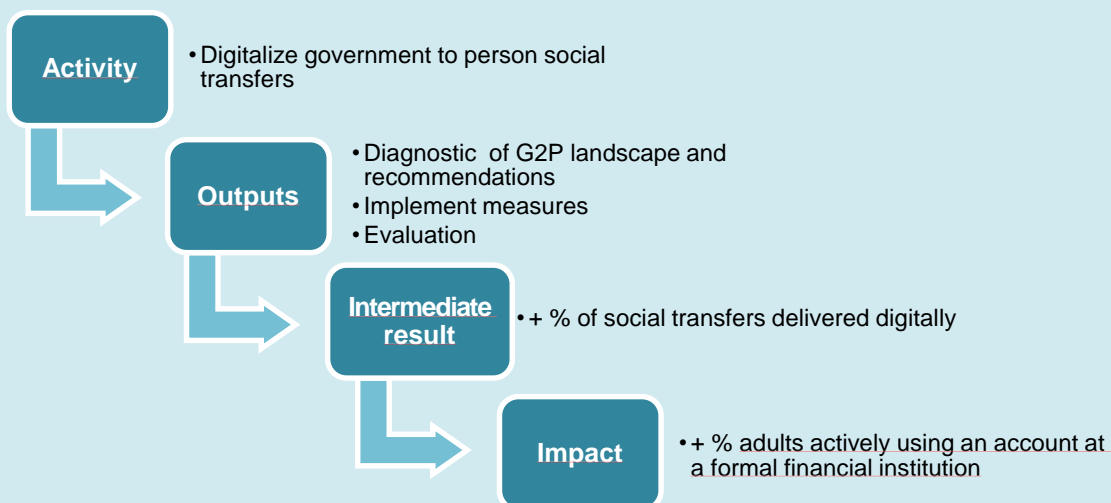 Activity
• Digitalize government to person social
transfers
Outputs
• Diagnostic of G2P landscape and
recommendations
• Implement measures
• Evaluation
Intermediate
result
• + % of social transfers delivered digitally
Impact
• + % adults actively using an account at
a formal financial institution